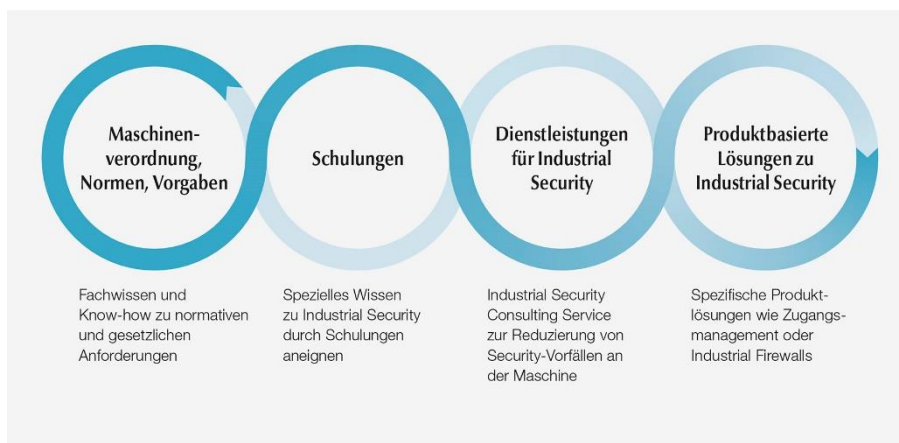 Maschinen-
verordnung,
Normen, Vorgaben
Schulungen
Dienstleistungen
für Industrial
Security
Produktbasierte
Lösungen zu
Industrial Security
Fachwissen und
Know-how zu normativen
und gesetzlichen
Anforderungen
Spezielles Wissen
zu Industrial Security
durch Schulungen
aneignen
Industrial Security
Consulting Service
zur Reduzierung von
Security-Vorfällen an
der Maschine
Spezifische Produkt-
lösungen wie Zugangs-
management oder
Industrial Firewalls